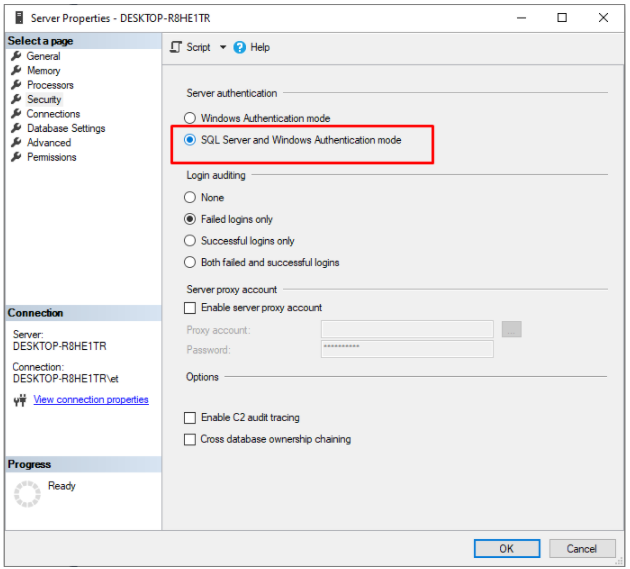 Server Properties - DESKTOP-R8HE1TR
Select a page
General
Memory
Processors
Security
Connections
Database Settings
Advanced
Permissions
Script
Help
Server authentication
Windows Authentication mode
SQL Server and Windows Authentication mode
Login auditing
None
Failed logins only
Successful logins only
Both failed and successful logins
Server proxy account
Enable server proxy account
Proxy account:
...
Password:
**********
Options
Enable C2 audit tracing
Cross database ownership chaining
Connection
Server:
DESKTOP-R8HE1TR
Connection:
DESKTOP-R8HE1TR\et
View connection properties
Progress
Ready
OK
Cancel